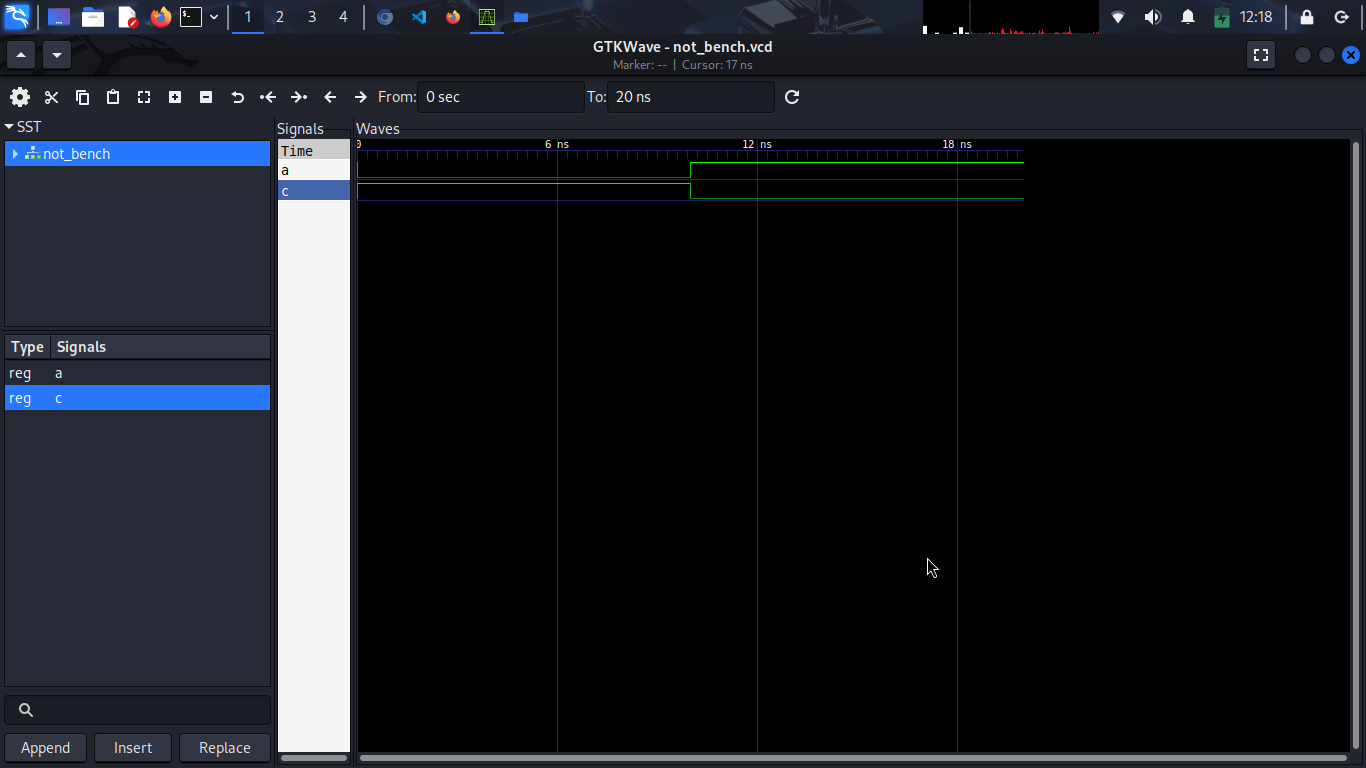 1 2 3 4 12:18
GTKWave - not_bench.vcd
Marker: -- | Cursor: 17 ns
From: 0 sec To: 20 ns
SST
not_bench
Signals
Time
a
c
Waves
0 6 ns 12 ns 18 ns
Type Signals
reg a
reg c
Append Insert Replace